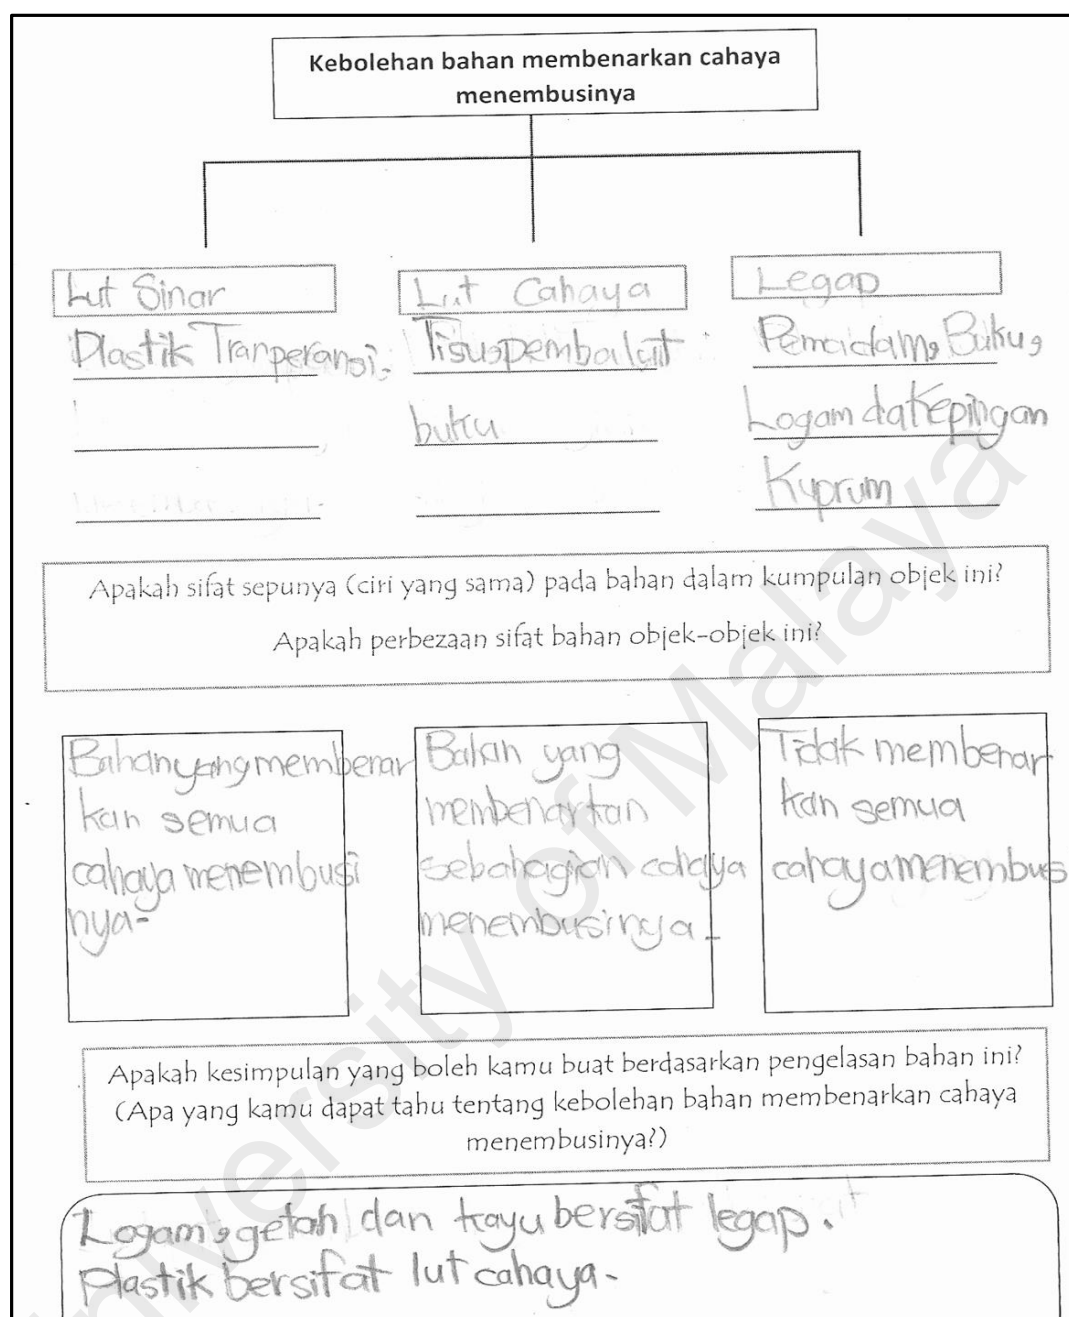 Kebolehan bahan membenarkan cahaya
menembusinya
Lut Sinar
Plastik Tranperansi.
Lut Cahaya
Tisu pembalut
buku
Legap
Pemadam, Buku,
Logam da Kepingan
Kuprum
Apakah sifat sepunya (ciri yang sama) pada bahan dalam kumpulan objek ini?
Apakah perbezaan sifat bahan objek-objek ini?
Bahan yang membenar
kan semua
cahaya menembusi
nya-
Bahan yang
membenarkan
sebahagian cahaya
menembusinya-
Tidak membenar
kan semua
cahaya menembus
Apakah kesimpulan yang boleh kamu buat berdasarkan pengelasan bahan ini?
(Apa yang kamu dapat tahu tentang kebolehan bahan membenarkan cahaya
menembusinya?)
Logam, getah dan kayu bersifat legap.
Plastik bersifat lut cahaya-
University of Malaya